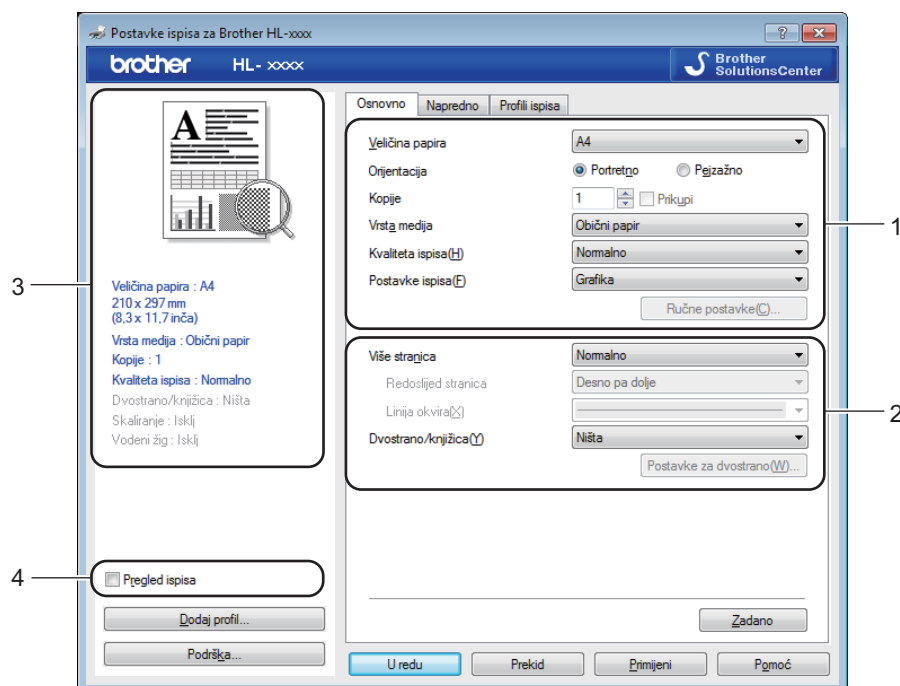 Postavke ispisa za Brother HL-xxxx
brother HL- xxxx
Brother
SolutionsCenter
A
Veličina papira : A4
210 x 297 mm
(8,3 x 11,7 inča)
Vrsta medija : Obični papir
Kopije : 1
Kvaliteta ispisa : Normalno
Dvostrano/knjižica : Ništa
Skaliranje : Isklj
Vodeni žig : Isklj
3
Pregled ispisa
4
Dodaj profil...
Podrška...
Osnovno Napredno Profili ispisa
Veličina papira A4
Orijentacija Portretno Pejzažno
Kopije 1 Prikupi
Vrsta medija Obični papir
1
Kvaliteta ispisa(H) Normalno
Postavke ispisa(F) Grafika
Ručne postavke(C)...
Više stranica Normalno
Redoslijed stranica Desno pa dolje
Linija okvira(X)
2
Dvostrano/knjižica(Y) Ništa
Postavke za dvostrano(W)...
Zadano
U redu Prekid Primijeni Pomoć